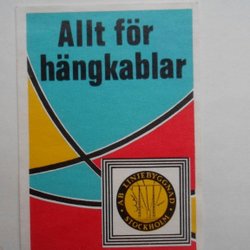 Allt för
hängkablar
AB LINJEBYGGNAD
STOCKHOLM